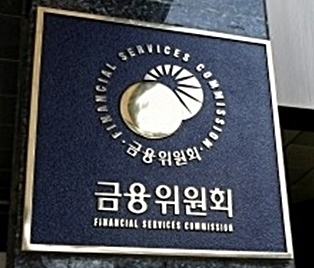 · FINANCIAL SERVICES COMMISSION ·
금융위원회
금융위원회
FINANCIAL SERVICES COMMISSION